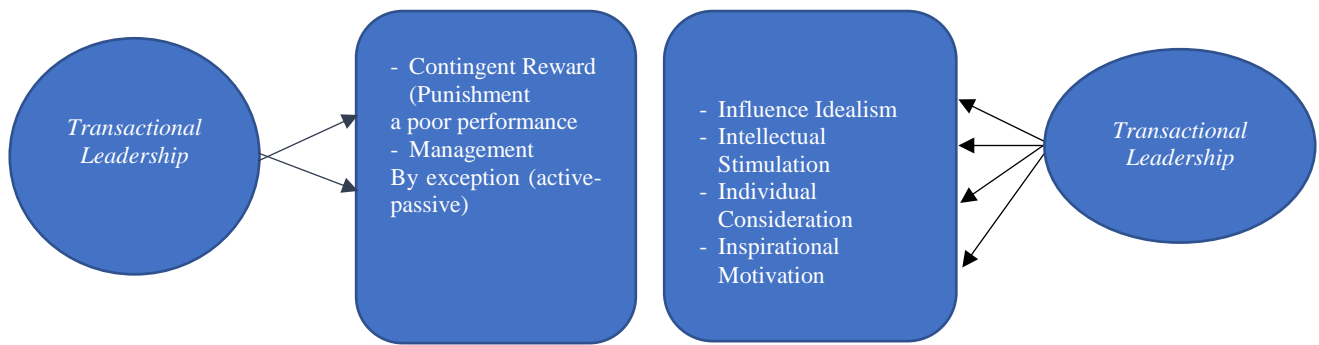 Transactional
Leadership
- Contingent Reward
(Punishment
a poor performance
- Management
By exception (active-
passive)
- Influence Idealism
- Intellectual
Stimulation
- Individual
Consideration
- Inspirational
Motivation
Transactional
Leadership